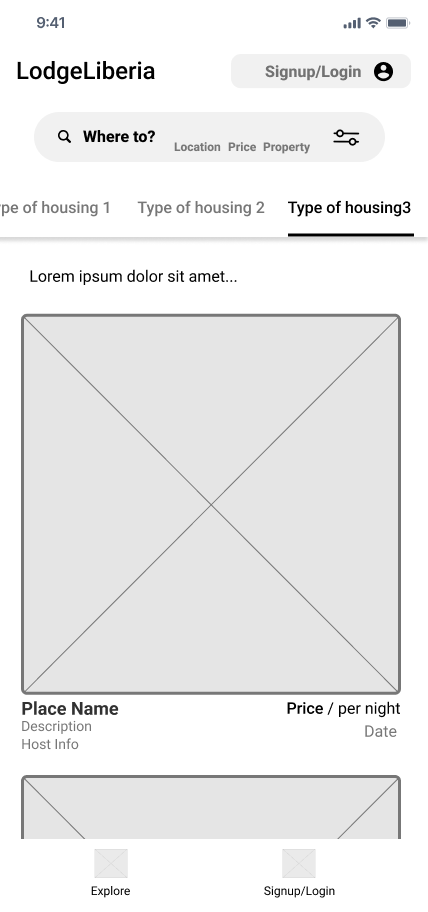 9:41
LodgeLiberia
Signup/Login
Where to?
Location Price Property
pe of housing 1
Type of housing 2
Type of housing3
Lorem ipsum dolor sit amet...
Place Name
Price / per night
Description
Date
Host Info
Explore
Signup/Login